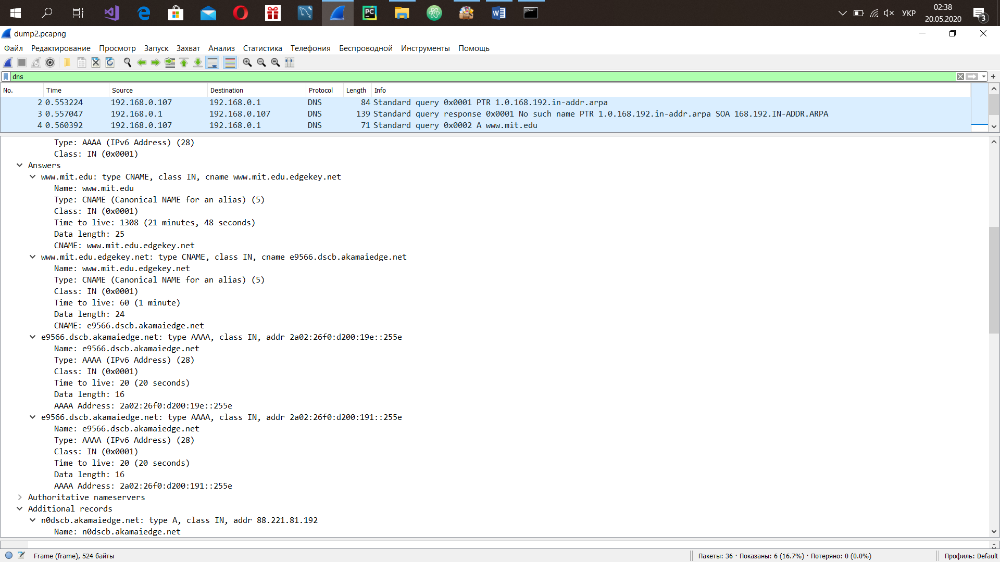 PC
W
УКР
02:38
20.05.2020
3
dump2.pcapng
Файл Редактирование Просмотр Запуск Захват Анализ Статистика Телефония Беспроводной Инструменты Помощь
dns
No. Time Source Destination Protocol Length Info
2 0.553224 192.168.0.107 192.168.0.1 DNS 84 Standard query 0x0001 PTR 1.0.168.192.in-addr.arpa
3 0.557047 192.168.0.1 192.168.0.107 DNS 139 Standard query response 0x0001 No such name PTR 1.0.168.192.in-addr.arpa SOA 168.192.IN-ADDR.ARPA
4 0.560392 192.168.0.107 192.168.0.1 DNS 71 Standard query 0x0002 A www.mit.edu
Type: AAAA (IPv6 Address) (28)
Class: IN (0x0001)
Answers
www.mit.edu: type CNAME, class IN, cname www.mit.edu.edgekey.net
Name: www.mit.edu
Type: CNAME (Canonical NAME for an alias) (5)
Class: IN (0x0001)
Time to live: 1308 (21 minutes, 48 seconds)
Data length: 25
CNAME: www.mit.edu.edgekey.net
www.mit.edu.edgekey.net: type CNAME, class IN, cname e9566.dscb.akamaiedge.net
Name: www.mit.edu.edgekey.net
Type: CNAME (Canonical NAME for an alias) (5)
Class: IN (0x0001)
Time to live: 60 (1 minute)
Data length: 24
CNAME: e9566.dscb.akamaiedge.net
e9566.dscb.akamaiedge.net: type AAAA, class IN, addr 2a02:26f0:d200:19e::255e
Name: e9566.dscb.akamaiedge.net
Type: AAAA (IPv6 Address) (28)
Class: IN (0x0001)
Time to live: 20 (20 seconds)
Data length: 16
AAAA Address: 2a02:26f0:d200:19e::255e
e9566.dscb.akamaiedge.net: type AAAA, class IN, addr 2a02:26f0:d200:191::255e
Name: e9566.dscb.akamaiedge.net
Type: AAAA (IPv6 Address) (28)
Class: IN (0x0001)
Time to live: 20 (20 seconds)
Data length: 16
AAAA Address: 2a02:26f0:d200:191::255e
Authoritative nameservers
Additional records
n0dscb.akamaiedge.net: type A, class IN, addr 88.221.81.192
Name: n0dscb.akamaiedge.net
Frame (frame), 524 байты
Пакеты: 36 · Показаны: 6 (16.7%) · Потеряно: 0 (0.0%)
Профиль: Default